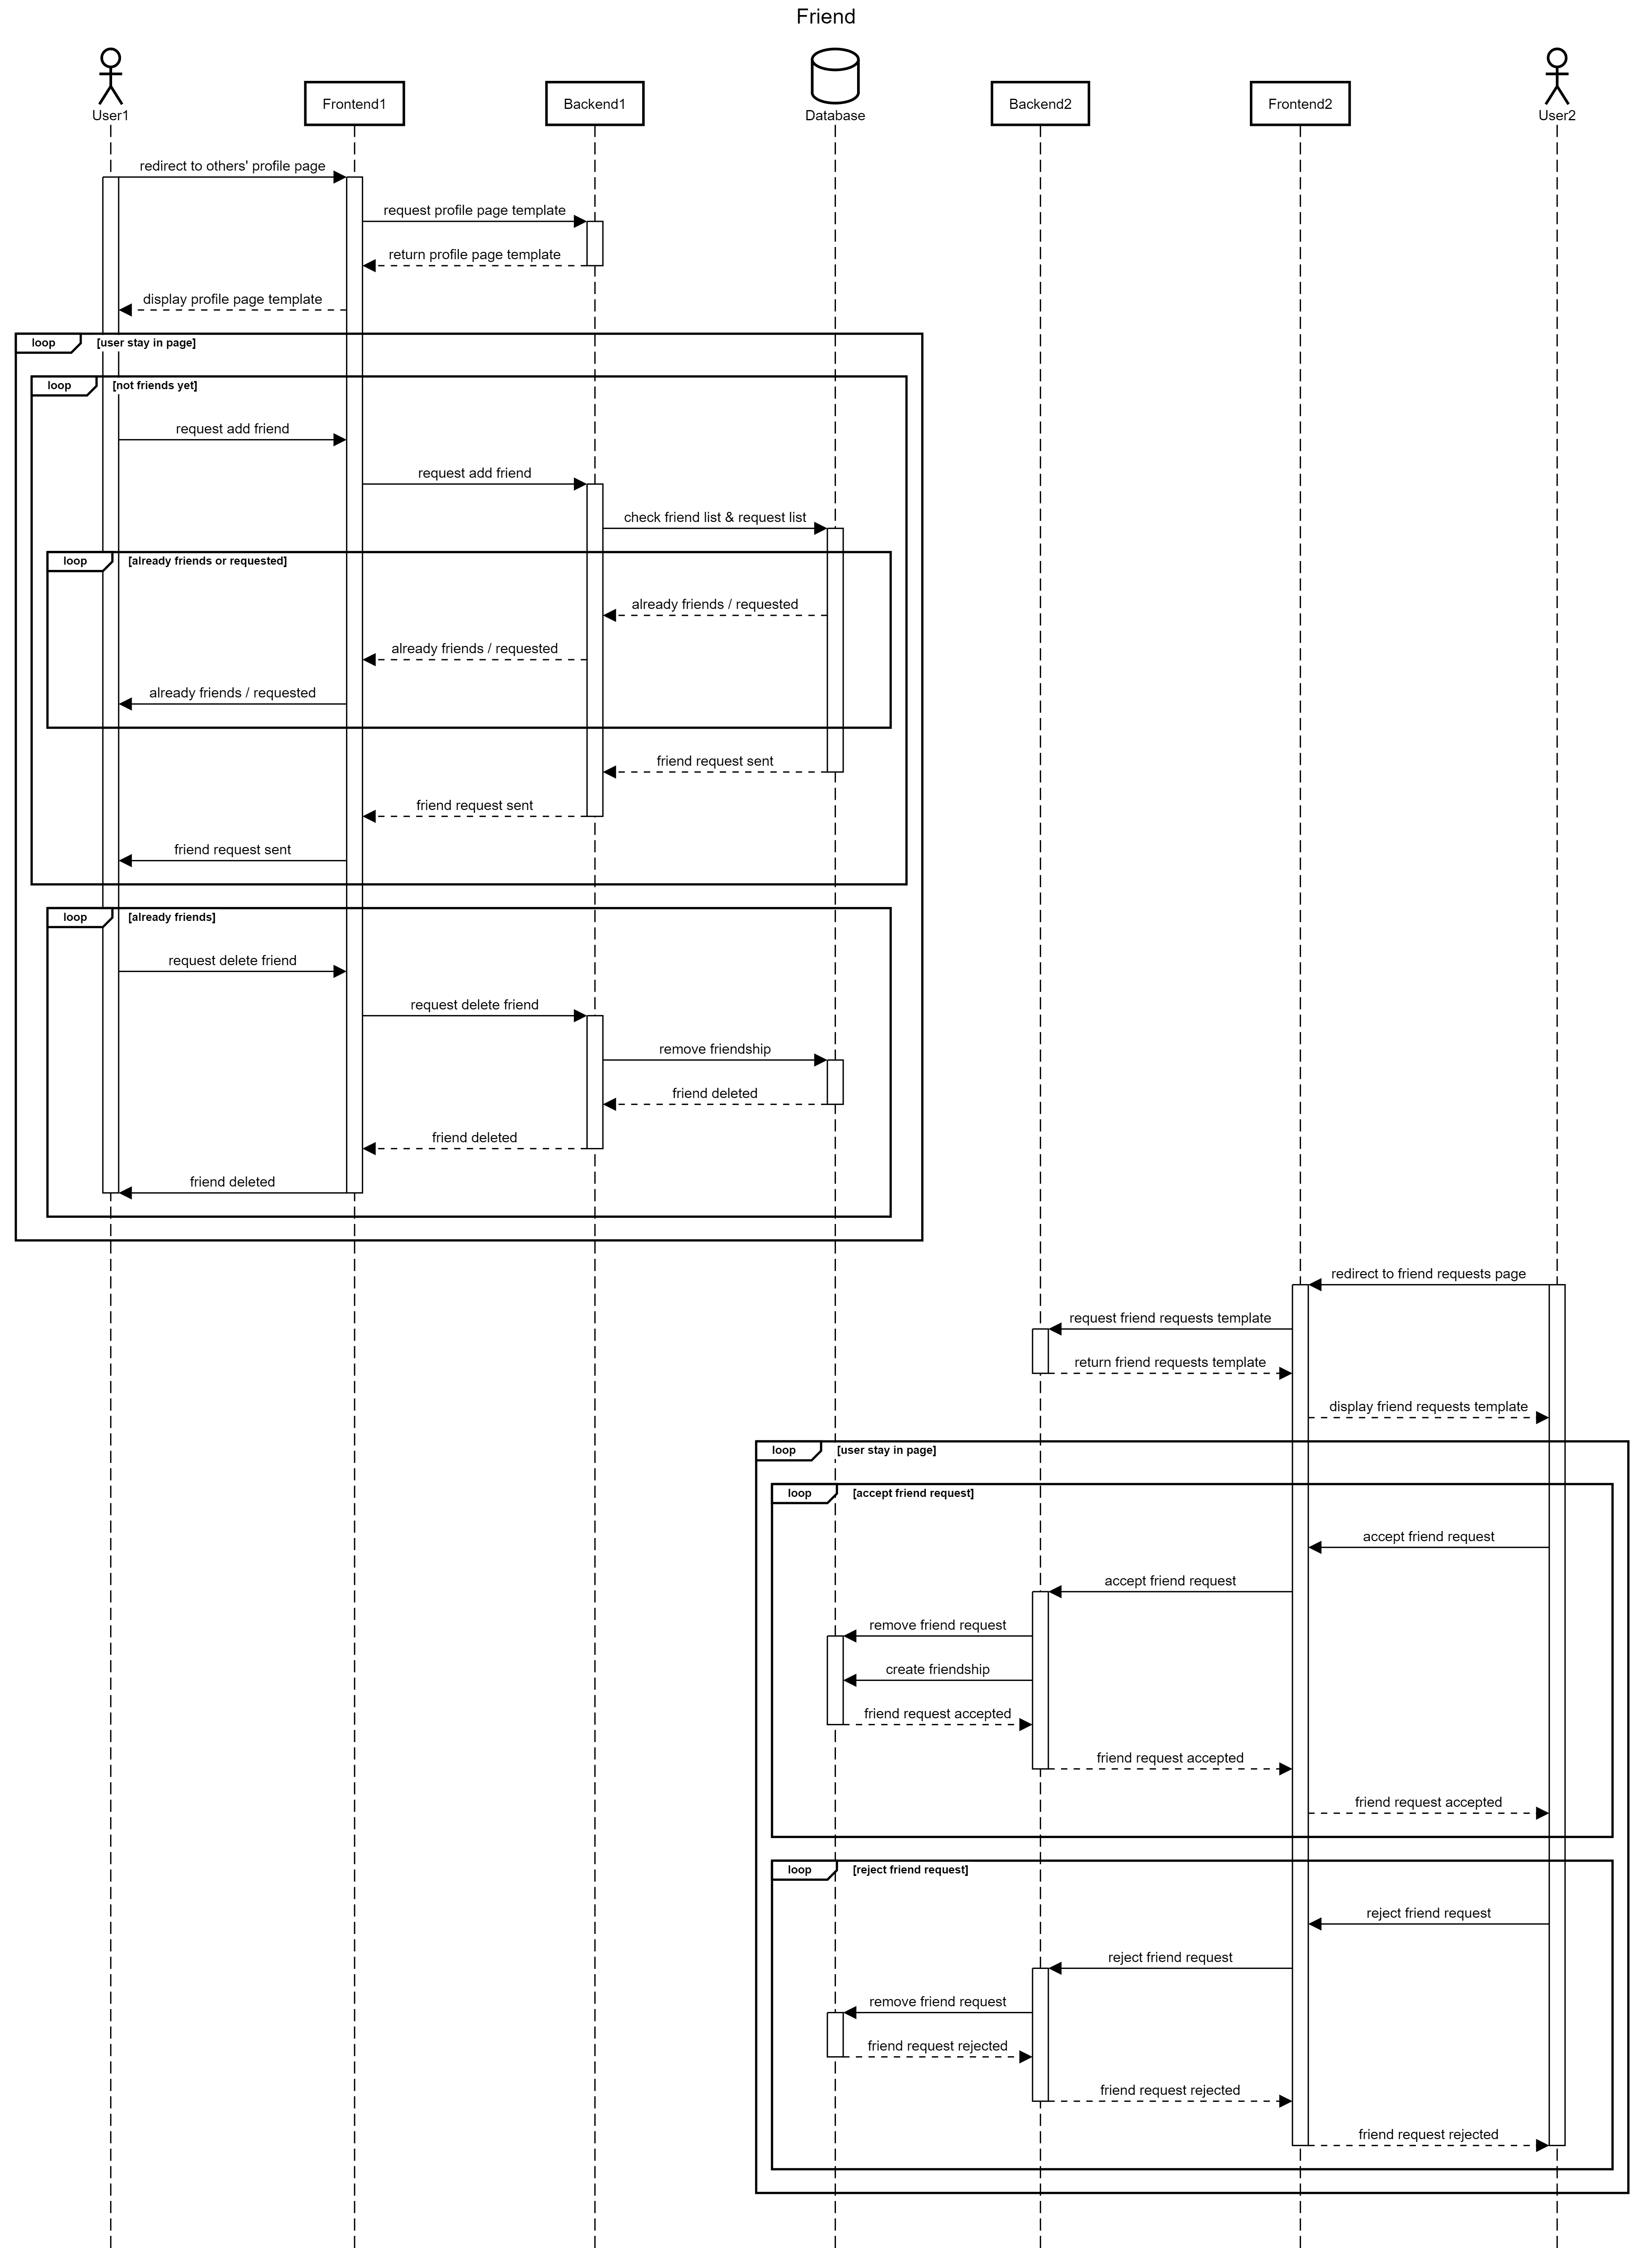 Friend
User1
Frontend1
Backend1
Database
Backend2
Frontend2
User2
redirect to others' profile page
request profile page template
return profile page template
display profile page template
loop
[user stay in page]
loop
[not friends yet]
request add friend
request add friend
check friend list & request list
loop
[already friends or requested]
already friends / requested
already friends / requested
already friends / requested
friend request sent
friend request sent
friend request sent
loop
[already friends]
request delete friend
request delete friend
remove friendship
friend deleted
friend deleted
friend deleted
redirect to friend requests page
request friend requests template
return friend requests template
display friend requests template
loop
[user stay in page]
loop
[accept friend request]
accept friend request
accept friend request
remove friend request
create friendship
friend request accepted
friend request accepted
friend request accepted
loop
[reject friend request]
reject friend request
reject friend request
remove friend request
friend request rejected
friend request rejected
friend request rejected